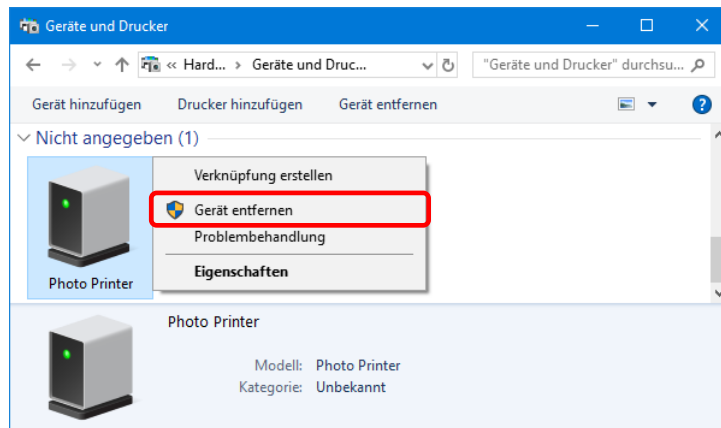 Geräte und Drucker
« Hard... › Geräte und Druc... "Geräte und Drucker" durchsu...
Gerät hinzufügen Drucker hinzufügen Gerät entfernen ?
Nicht angegeben (1)
Verknüpfung erstellen
Gerät entfernen
Problembehandlung
Eigenschaften
Photo Printer
Photo Printer
Modell: Photo Printer
Kategorie: Unbekannt